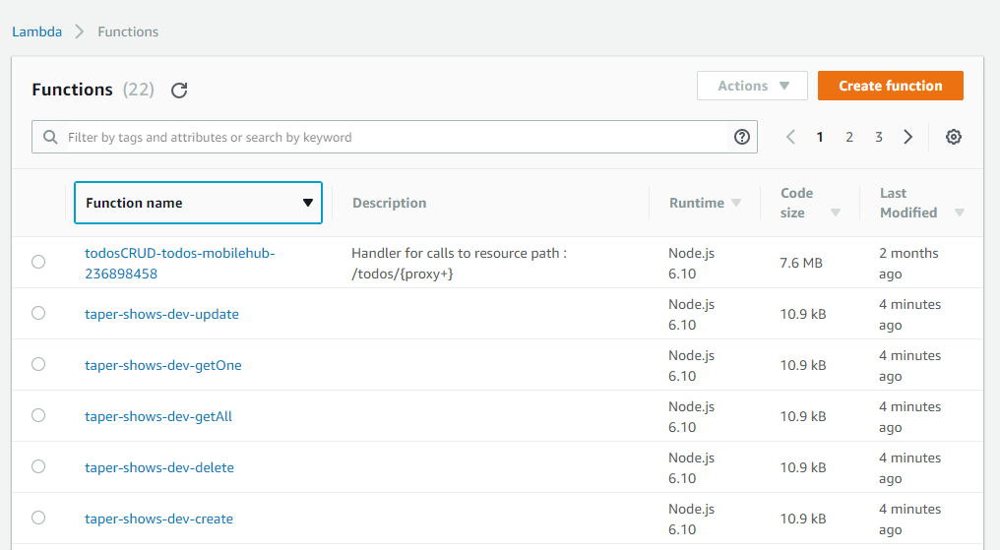 Lambda > Functions
Functions (22)
Actions
Create function
Filter by tags and attributes or search by keyword
1 2 3
Function name
Description
Runtime
Code
size
Last
Modified
todosCRUD-todos-mobilehub-
236898458
Handler for calls to resource path :
/todos/{proxy+}
Node.js
6.10
7.6 MB
2 months
ago
taper-shows-dev-update
Node.js
6.10
10.9 kB
4 minutes
ago
taper-shows-dev-getOne
Node.js
6.10
10.9 kB
4 minutes
ago
taper-shows-dev-getAll
Node.js
6.10
10.9 kB
4 minutes
ago
taper-shows-dev-delete
Node.js
6.10
10.9 kB
4 minutes
ago
taper-shows-dev-create
Node.js
6.10
10.9 kB
4 minutes
ago